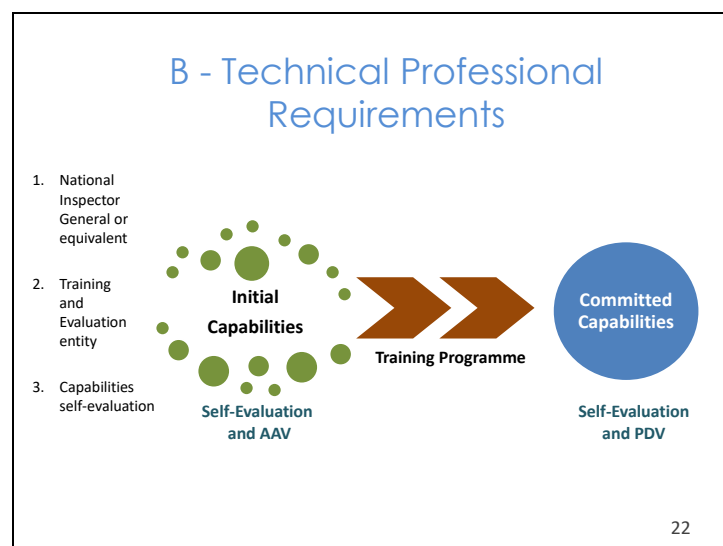 B - Technical Professional
Requirements
1. National
Inspector
General or
equivalent
2. Training
and
Evaluation
entity
3. Capabilities
self-evaluation
Initial
Capabilities
Self-Evaluation
and AAV
Training Programme
Committed
Capabilities
Self-Evaluation
and PDV
22